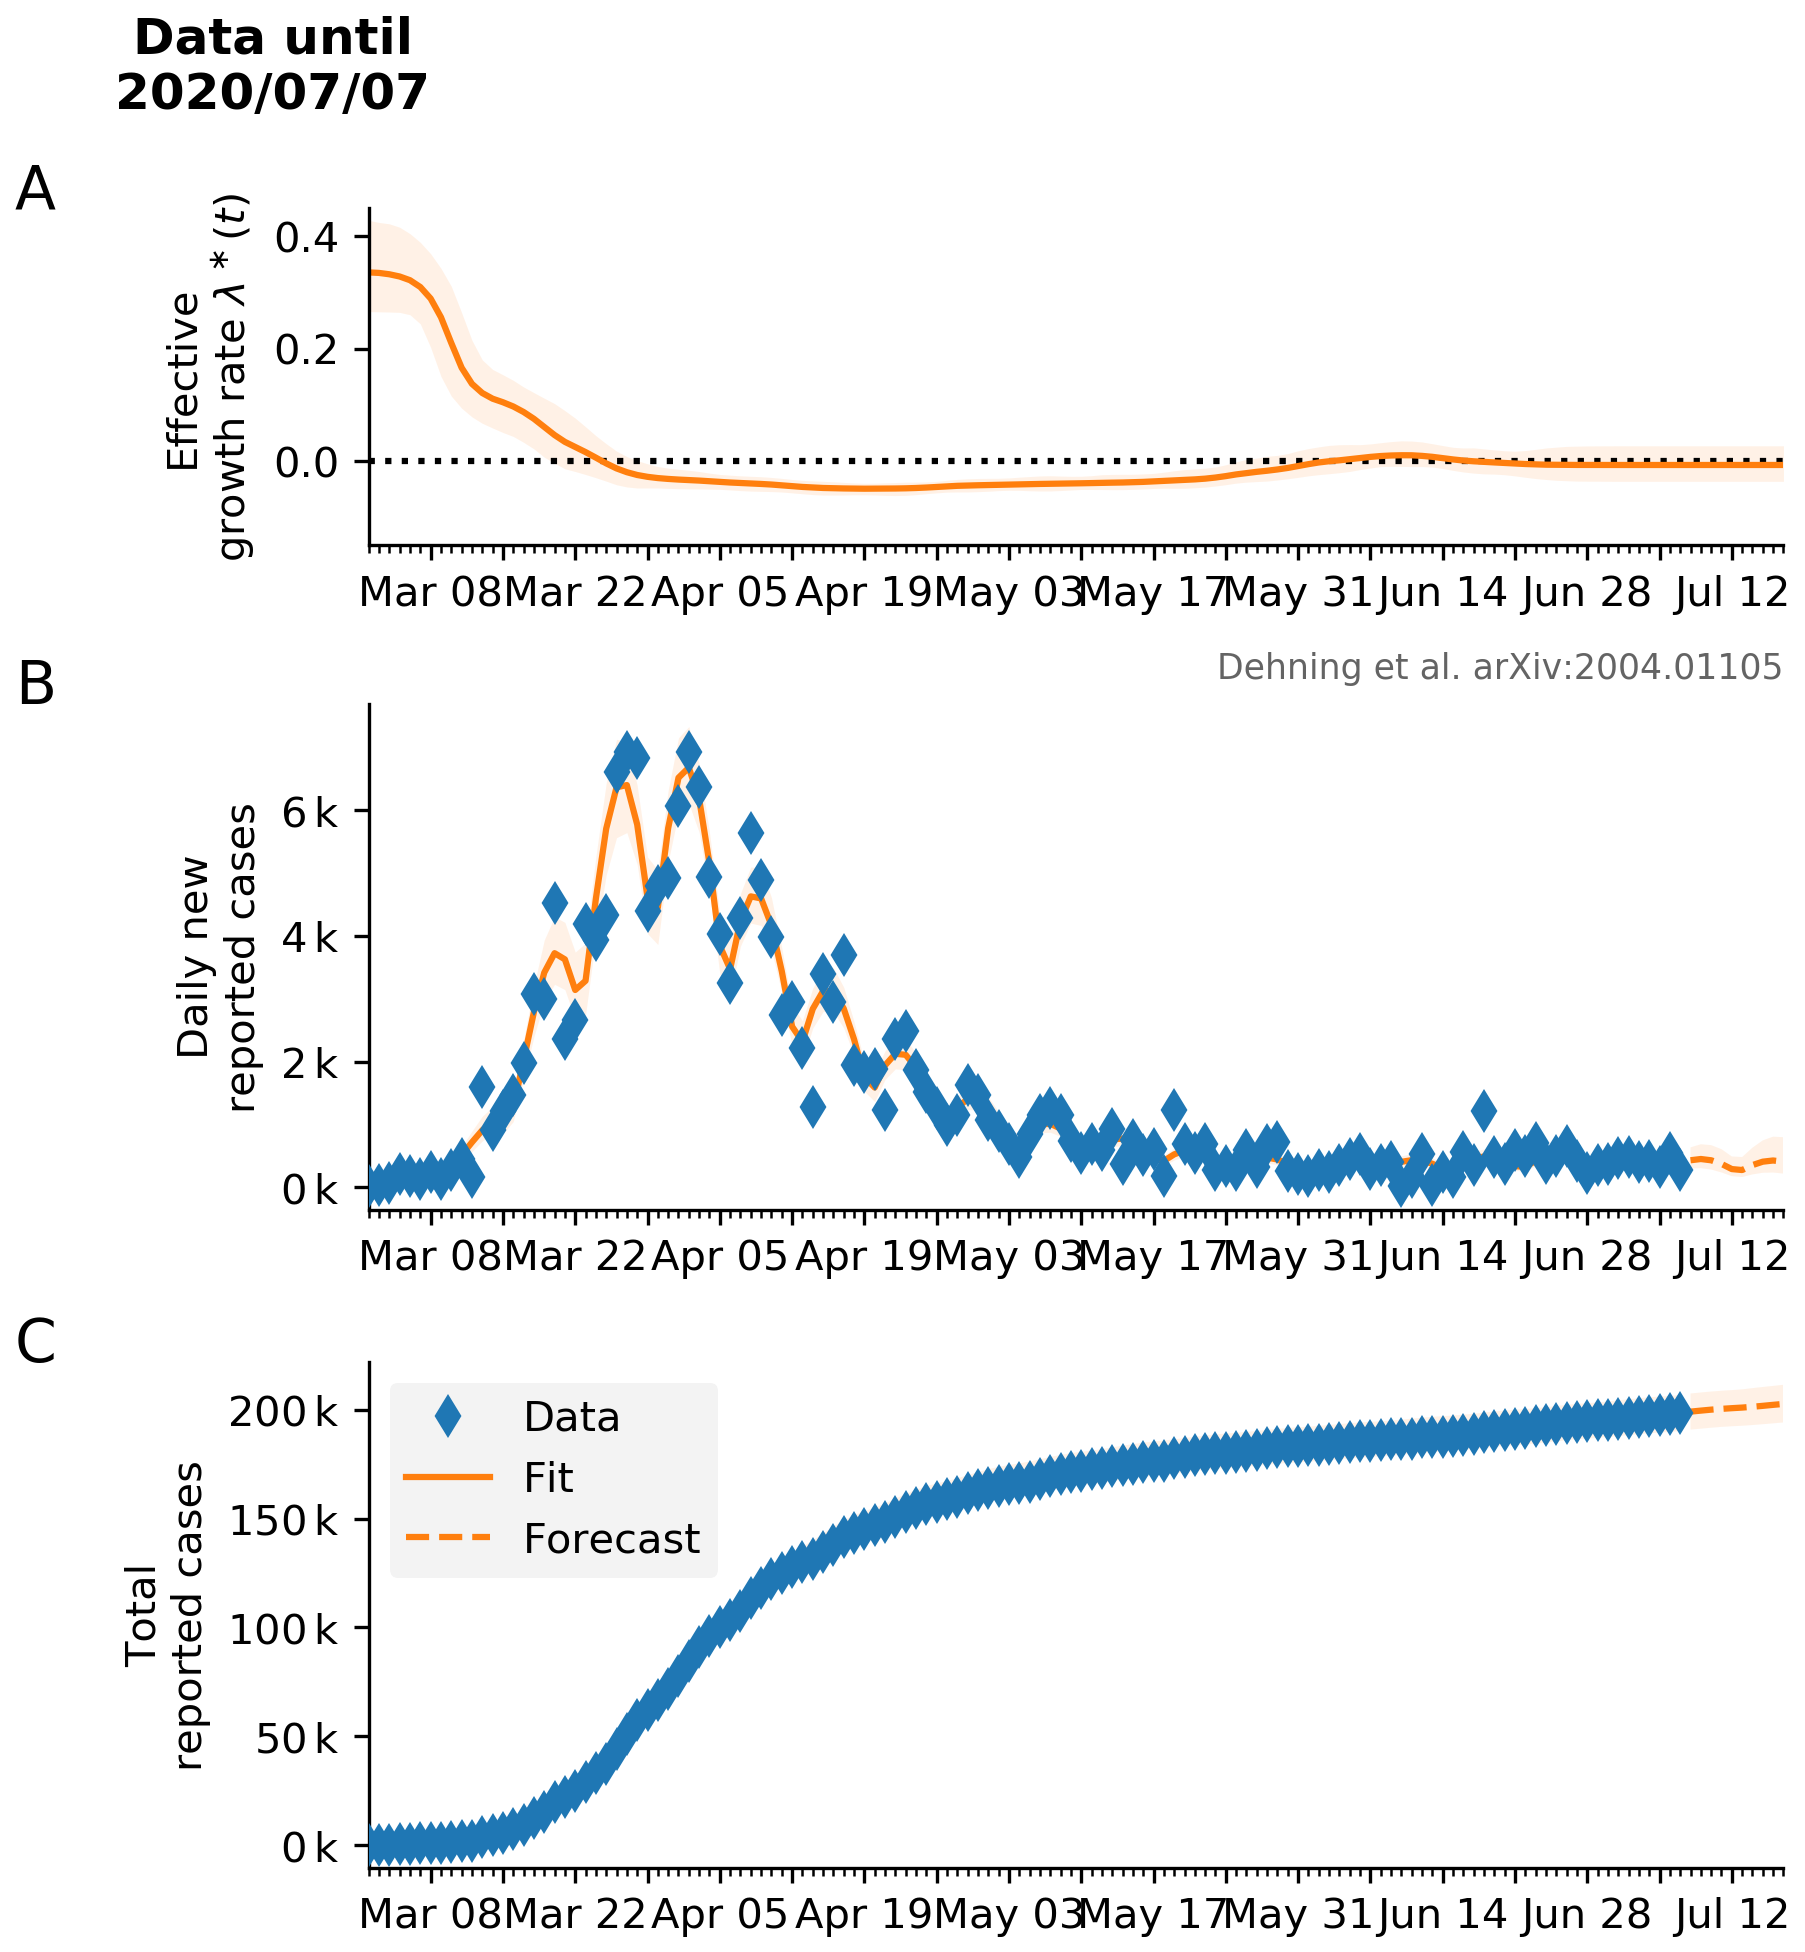 Data until
2020/07/07
A
Effective
growth rate λ * (t)
0.4
0.2
0.0
Mar 08 Mar 22 Apr 05 Apr 19 May 03 May 17 May 31 Jun 14 Jun 28 Jul 12
B
Dehning et al. arXiv:2004.01105
Daily new
reported cases
6 k
4 k
2 k
0 k
Mar 08 Mar 22 Apr 05 Apr 19 May 03 May 17 May 31 Jun 14 Jun 28 Jul 12
C
Total
reported cases
200 k
150 k
100 k
50 k
0 k
Data
Fit
Forecast
Mar 08 Mar 22 Apr 05 Apr 19 May 03 May 17 May 31 Jun 14 Jun 28 Jul 12